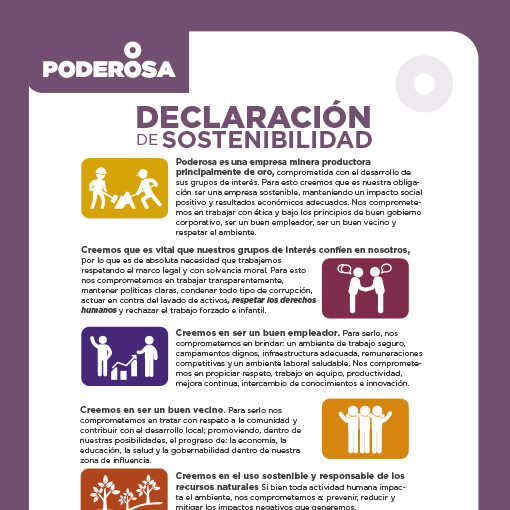 PODEROSA
DECLARACIÓN
DE SOSTENIBILIDAD
Poderosa es una empresa minera productora
principalmente de oro, comprometida con el desarrollo de
sus grupos de interés. Para esto creemos que es nuestra obliga-
ción ser una empresa sostenible, manteniendo un impacto social
positivo y resultados económicos adecuados. Nos compromete-
mos en trabajar con ética y bajo los principios de buen gobierno
corporativo, ser un buen empleador, ser un buen vecino y
respetar el ambiente.
Creemos que es vital que nuestros grupos de interés confíen en nosotros,
por lo que es de absoluta necesidad que trabajemos
respetando el marco legal y con solvencia moral. Para esto
nos comprometemos en trabajar transparentemente,
mantener políticas claras, condenar todo tipo de corrupción,
actuar en contra del lavado de activos, respetar los derechos
humanos y rechazar el trabajo forzado e infantil.
Creemos en ser un buen empleador. Para serlo, nos
comprometemos en brindar: un ambiente de trabajo seguro,
campamentos dignos, infraestructura adecuada, remuneraciones
competitivas y un ambiente laboral saludable. Nos compromete-
mos en propiciar respeto, trabajo en equipo, productividad,
mejora continua, intercambio de conocimientos e innovación.
Creemos en ser un buen vecino. Para serlo nos
comprometemos en tratar con respeto a la comunidad y
contribuir con el desarrollo local; promoviendo, dentro de
nuestras posibilidades, el progreso de: la economía, la
educación, la salud y la gobernabilidad dentro de nuestra
zona de influencia.
Creemos en el uso sostenible y responsable de los
recursos naturales Si bien toda actividad humana impac-
ta el ambiente, nos comprometemos a: prevenir, reducir y
mitigar los impactos negativos que generemos.